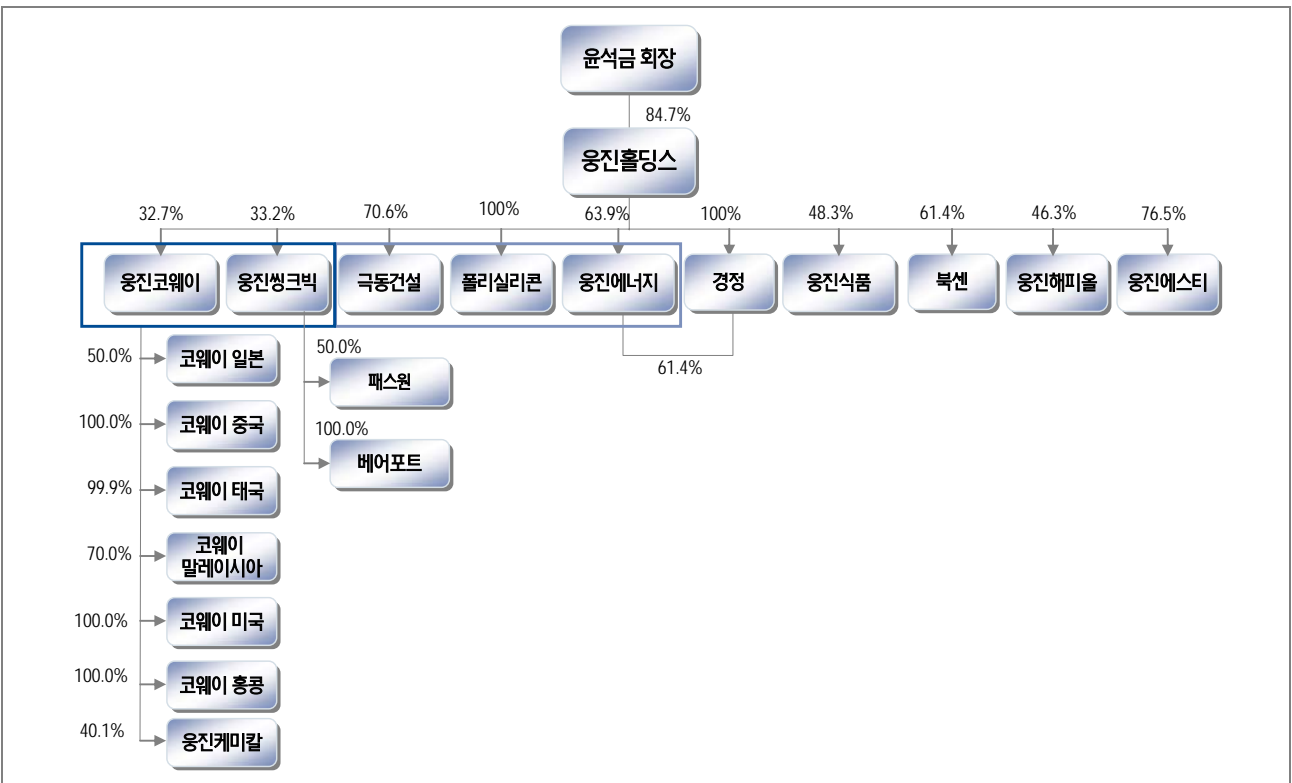 윤석금 회장
84.7%
웅진홀딩스
32.7% 33.2% 70.6% 100% 63.9% 100% 48.3% 61.4% 46.3% 76.5%
웅진코웨이 웅진씽크빅 극동건설 폴리실리콘 웅진에너지 경정 웅진식품 북센 웅진해피올 웅진에스티
61.4%
50.0% 코웨이 일본
100.0% 코웨이 중국
99.9% 코웨이 태국
70.0% 코웨이
말레이시아
100.0% 코웨이 미국
100.0% 코웨이 홍콩
40.1% 웅진케미칼
50.0%
패스원
100.0%
베어포트